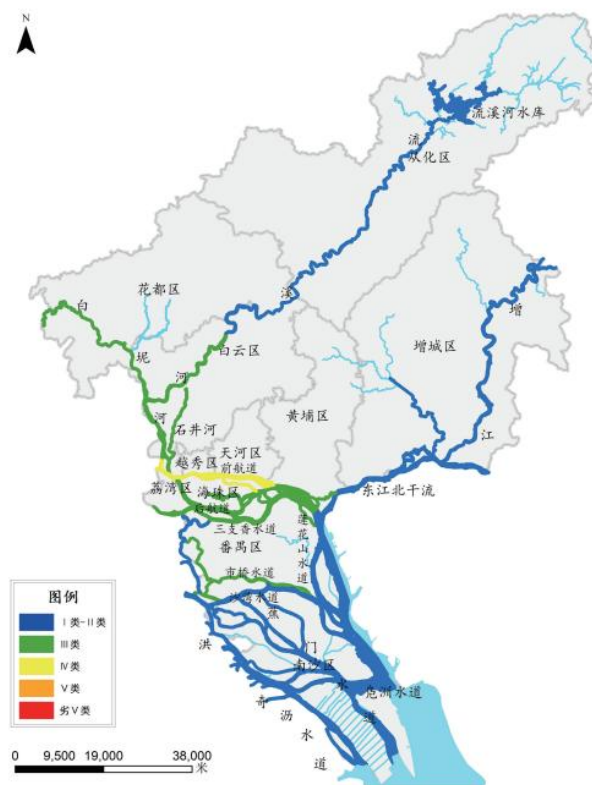 N
流溪河水库
流
从化区
花都区
溪
增
白
坭
河
白云区
增城区
河
石井河
黄埔区
江
越秀区
天河区
前航道
荔湾区
海珠区
后航道
东江北干流
三支香水道
莲花山水道
番禺区
市桥水道
沙湾水道
蕉
门
水
道
洪
奇
沥
水
道
南沙区
虎洲水道
图例
Ⅰ类-Ⅱ类
Ⅲ类
Ⅳ类
Ⅴ类
劣Ⅴ类
0 9,500 19,000 38,000
米